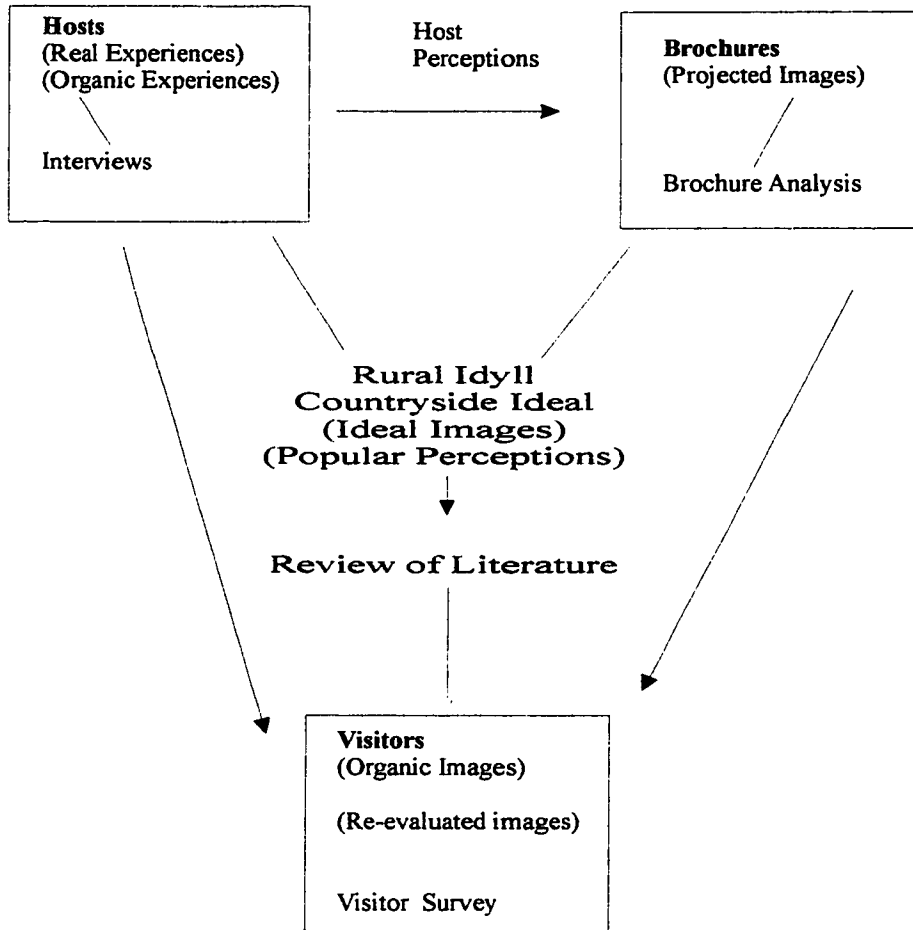 Hosts
(Real Experiences)
(Organic Experiences)
Interviews
Host
Perceptions
Brochures
(Projected Images)
Brochure Analysis
Rural Idyll
Countryside Ideal
(Ideal Images)
(Popular Perceptions)
Review of Literature
Visitors
(Organic Images)
(Re-evaluated images)
Visitor Survey